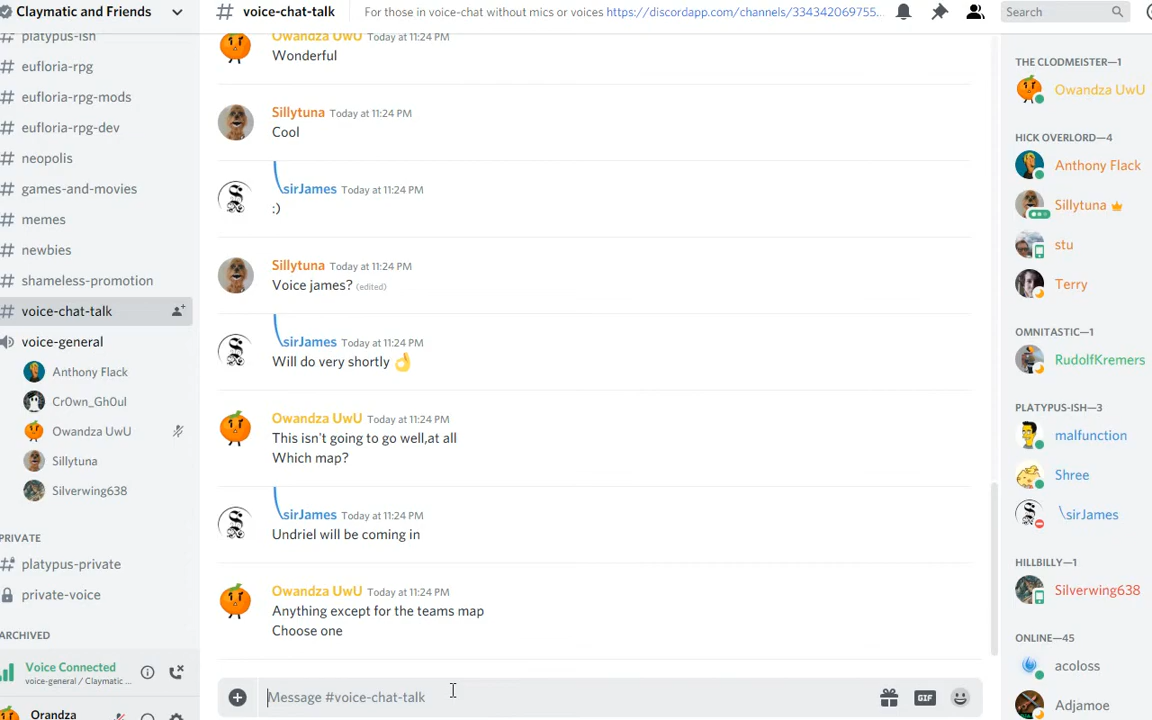 Claymatic and Friends
# platypus-ish
# eufloria-rpg
# eufloria-rpg-mods
# eufloria-rpg-dev
# neopolis
# games-and-movies
# memes
# newbies
# shameless-promotion
# voice-chat-talk
voice-general
Anthony Flack
Cr0wn_Gh0ul
Owandza UwU
Sillytuna
Silverwing638
PRIVATE
# platypus-private
private-voice
ARCHIVED
Voice Connected
voice-general / Claymatic ...
Orandza
# voice-chat-talk
For those in voice-chat without mics or voices https://discordapp.com/channels/334342069755...
Search
Owandza UwU Today at 11:24 PM
Wonderful
Sillytuna Today at 11:24 PM
Cool
\sirJames Today at 11:24 PM
:)
Sillytuna Today at 11:24 PM
Voice james? (edited)
\sirJames Today at 11:24 PM
Will do very shortly 👌
Owandza UwU Today at 11:24 PM
This isn't going to go well,at all
Which map?
\sirJames Today at 11:24 PM
Undriel will be coming in
Owandza UwU Today at 11:24 PM
Anything except for the teams map
Choose one
Message #voice-chat-talk
GIF
THE CLODMEISTER—1
Owandza UwU
HICK OVERLORD—4
Anthony Flack
Sillytuna
stu
Terry
OMNITASTIC—1
RudolfKremers
PLATYPUS-ISH—3
malfunction
Shree
\sirJames
HILLBILLY—1
Silverwing638
ONLINE—45
acoloss
Adjamoe